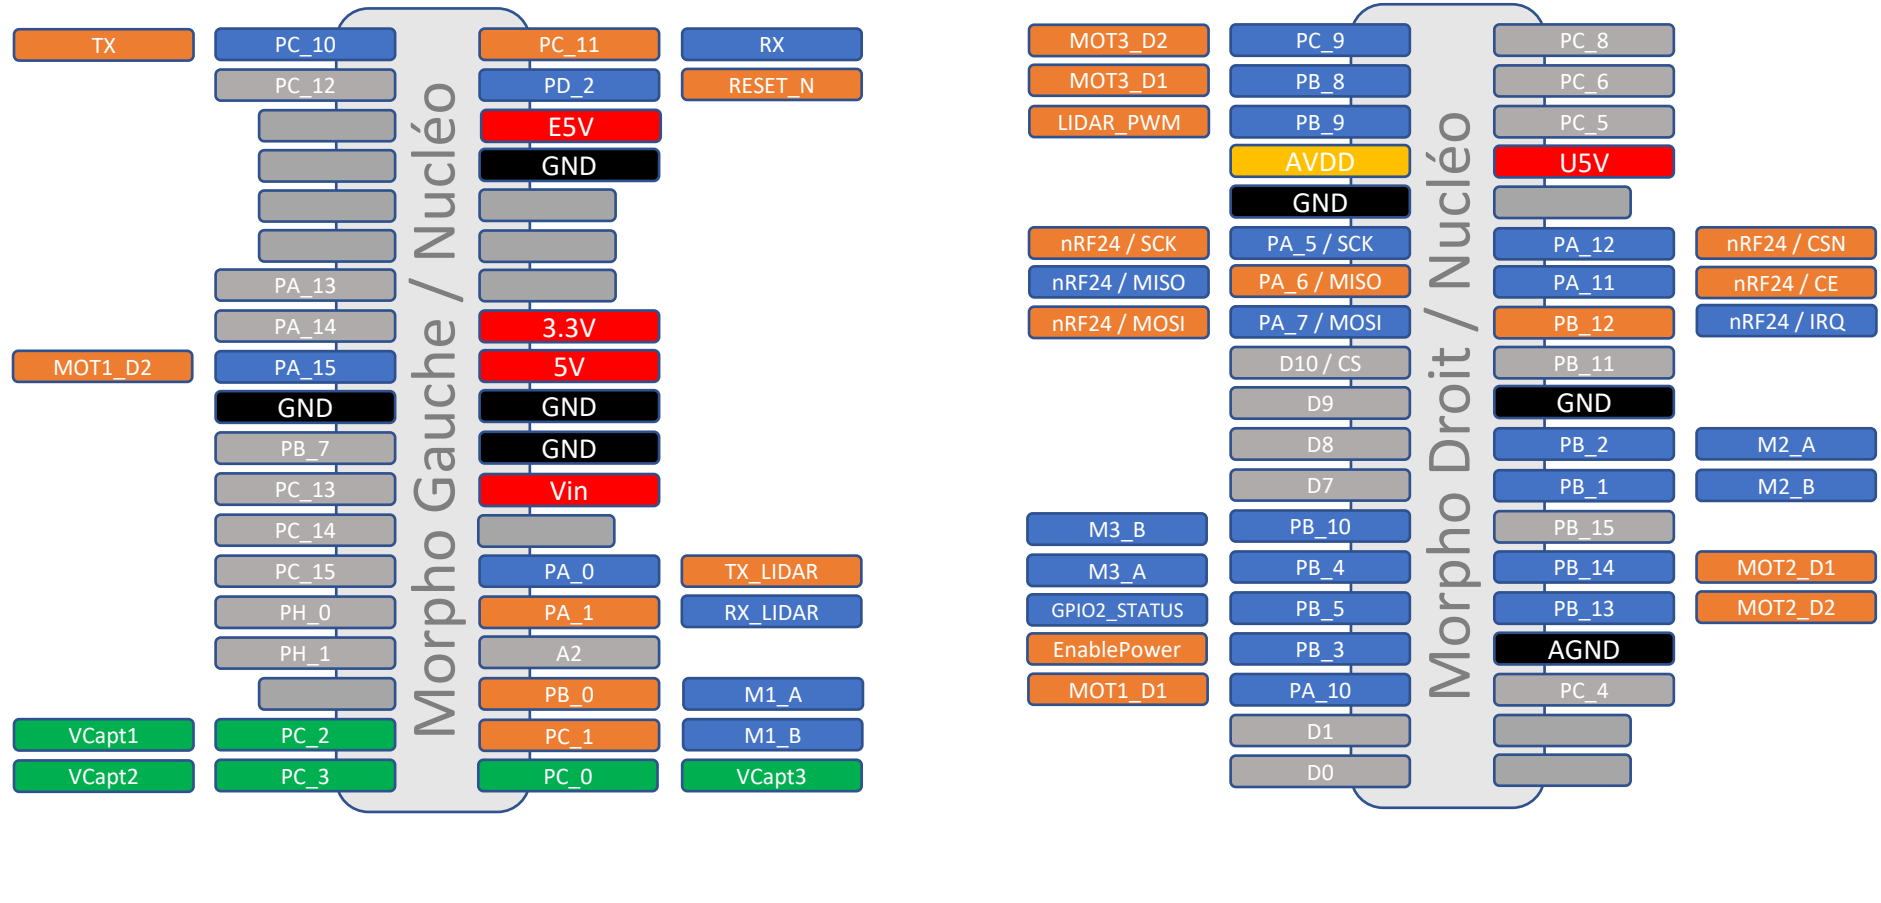 TX PC_10 PC_11 RX
PC_12 PD_2 RESET_N
E5V
GND
PA_13
PA_14 3.3V
MOT1_D2 PA_15 5V
GND GND
PB_7 GND
PC_13 Vin
PC_14
PC_15 PA_0 TX_LIDAR
PH_0 PA_1 RX_LIDAR
PH_1 A2
PB_0 M1_A
VCapt1 PC_2 PC_1 M1_B
VCapt2 PC_3 PC_0 VCapt3
Morpho Gauche / Nucléo
MOT3_D2 PC_9 PC_8
MOT3_D1 PB_8 PC_6
LIDAR_PWM PB_9 PC_5
AVDD U5V
GND
nRF24 / SCK PA_5 / SCK PA_12 nRF24 / CSN
nRF24 / MISO PA_6 / MISO PA_11 nRF24 / CE
nRF24 / MOSI PA_7 / MOSI PB_12 nRF24 / IRQ
D10 / CS PB_11
D9 GND
D8 PB_2 M2_A
D7 PB_1 M2_B
M3_B PB_10 PB_15
M3_A PB_4 PB_14 MOT2_D1
GPIO2_STATUS PB_5 PB_13 MOT2_D2
EnablePower PB_3 AGND
MOT1_D1 PA_10 PC_4
D1
D0
Morpho Droit / Nucléo